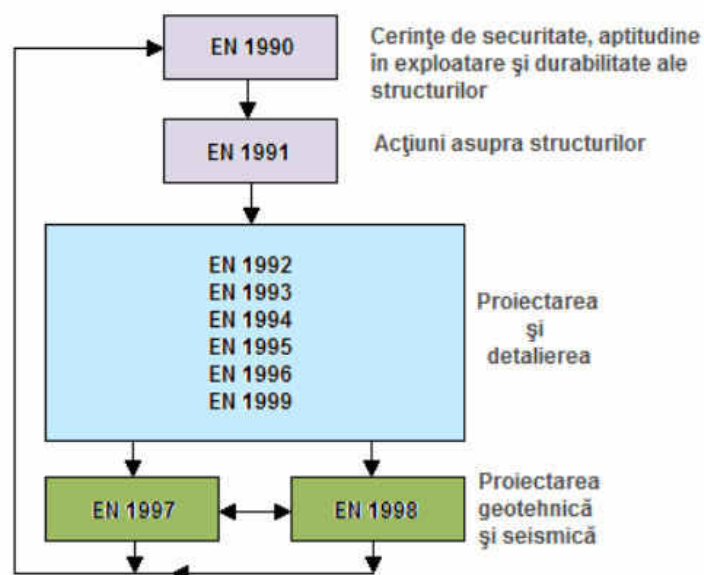 EN 1990
Cerinţe de securitate, aptitudine
în exploatare şi durabilitate ale
structurilor
EN 1991
Acţiuni asupra structurilor
EN 1992
EN 1993
EN 1994
EN 1995
EN 1996
EN 1999
Proiectarea
şi
detalierea
EN 1997
EN 1998
Proiectarea
geotehnică
şi seismică